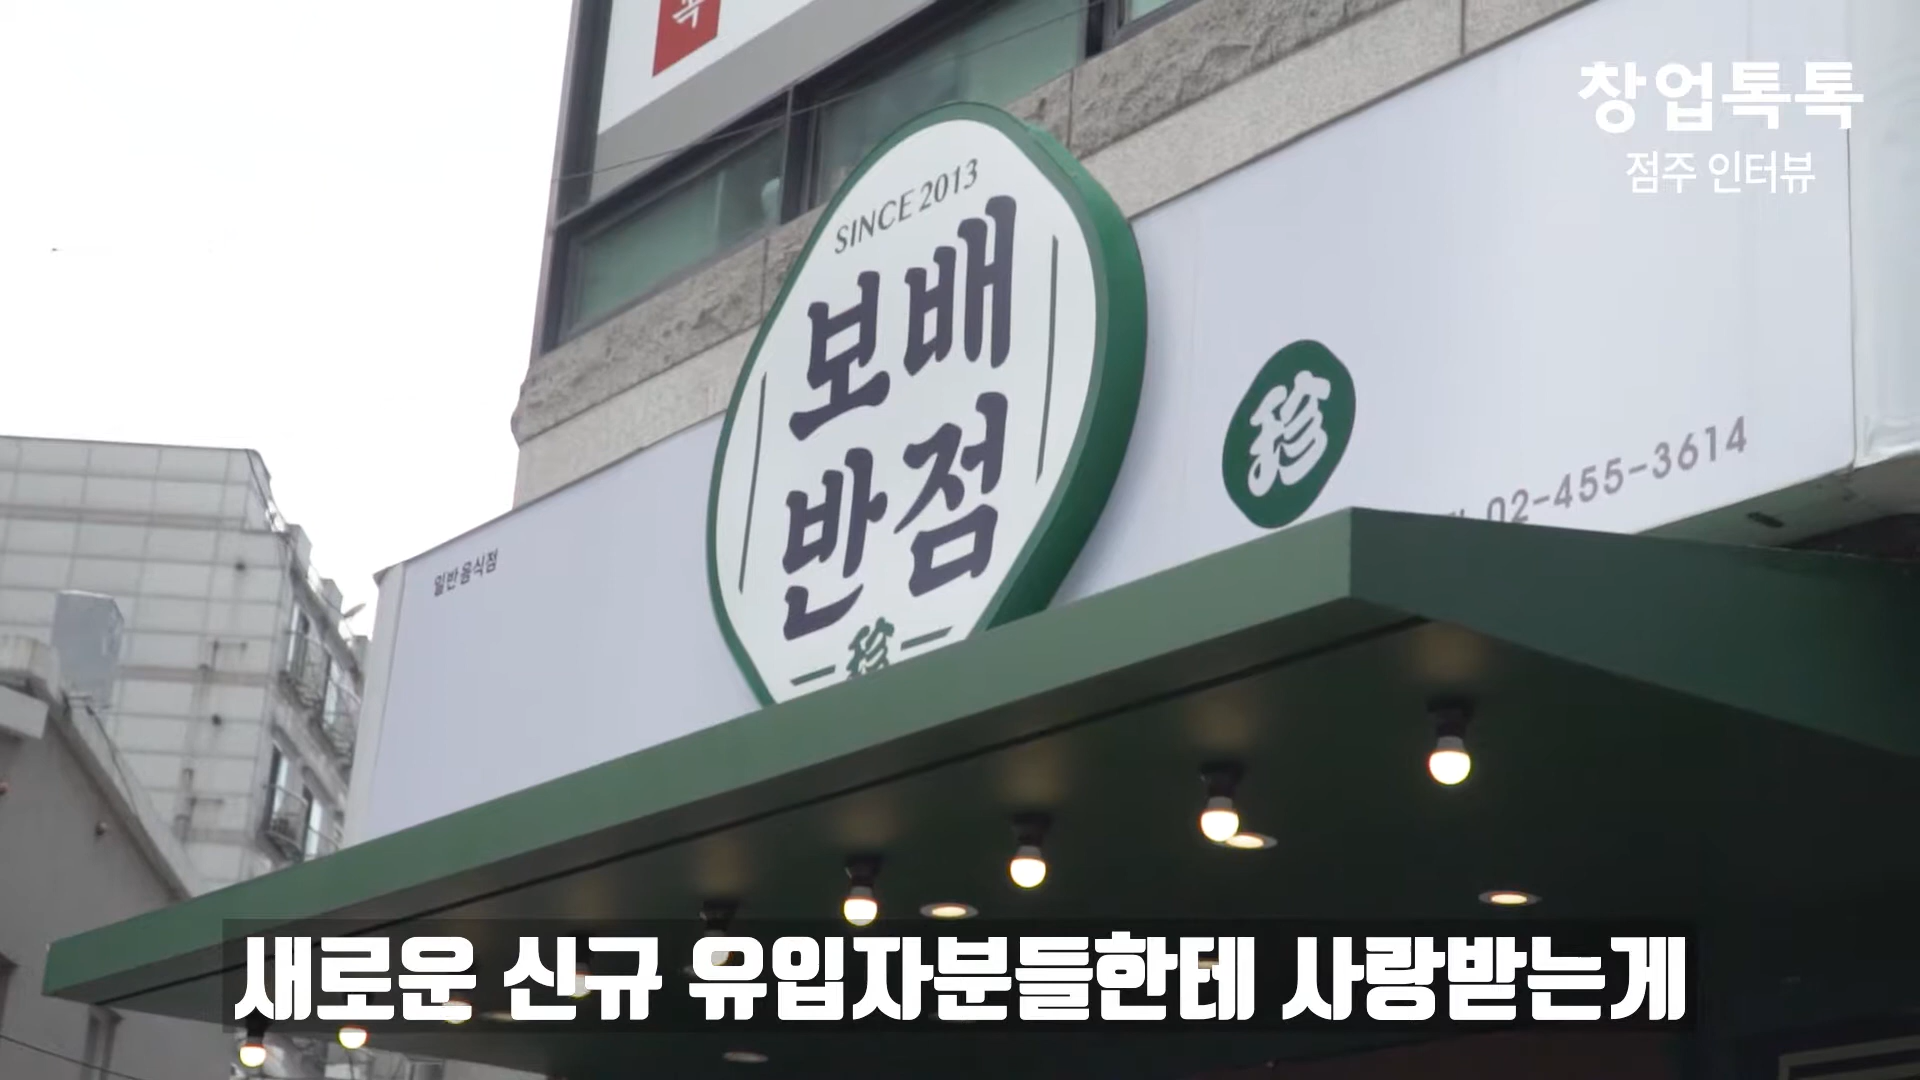 창업톡톡
점주 인터뷰
SINCE 2013
보배
반점
珍
珍
02-455-3614
일반음식점
새로운 신규 유입자분들한테 사랑받는게